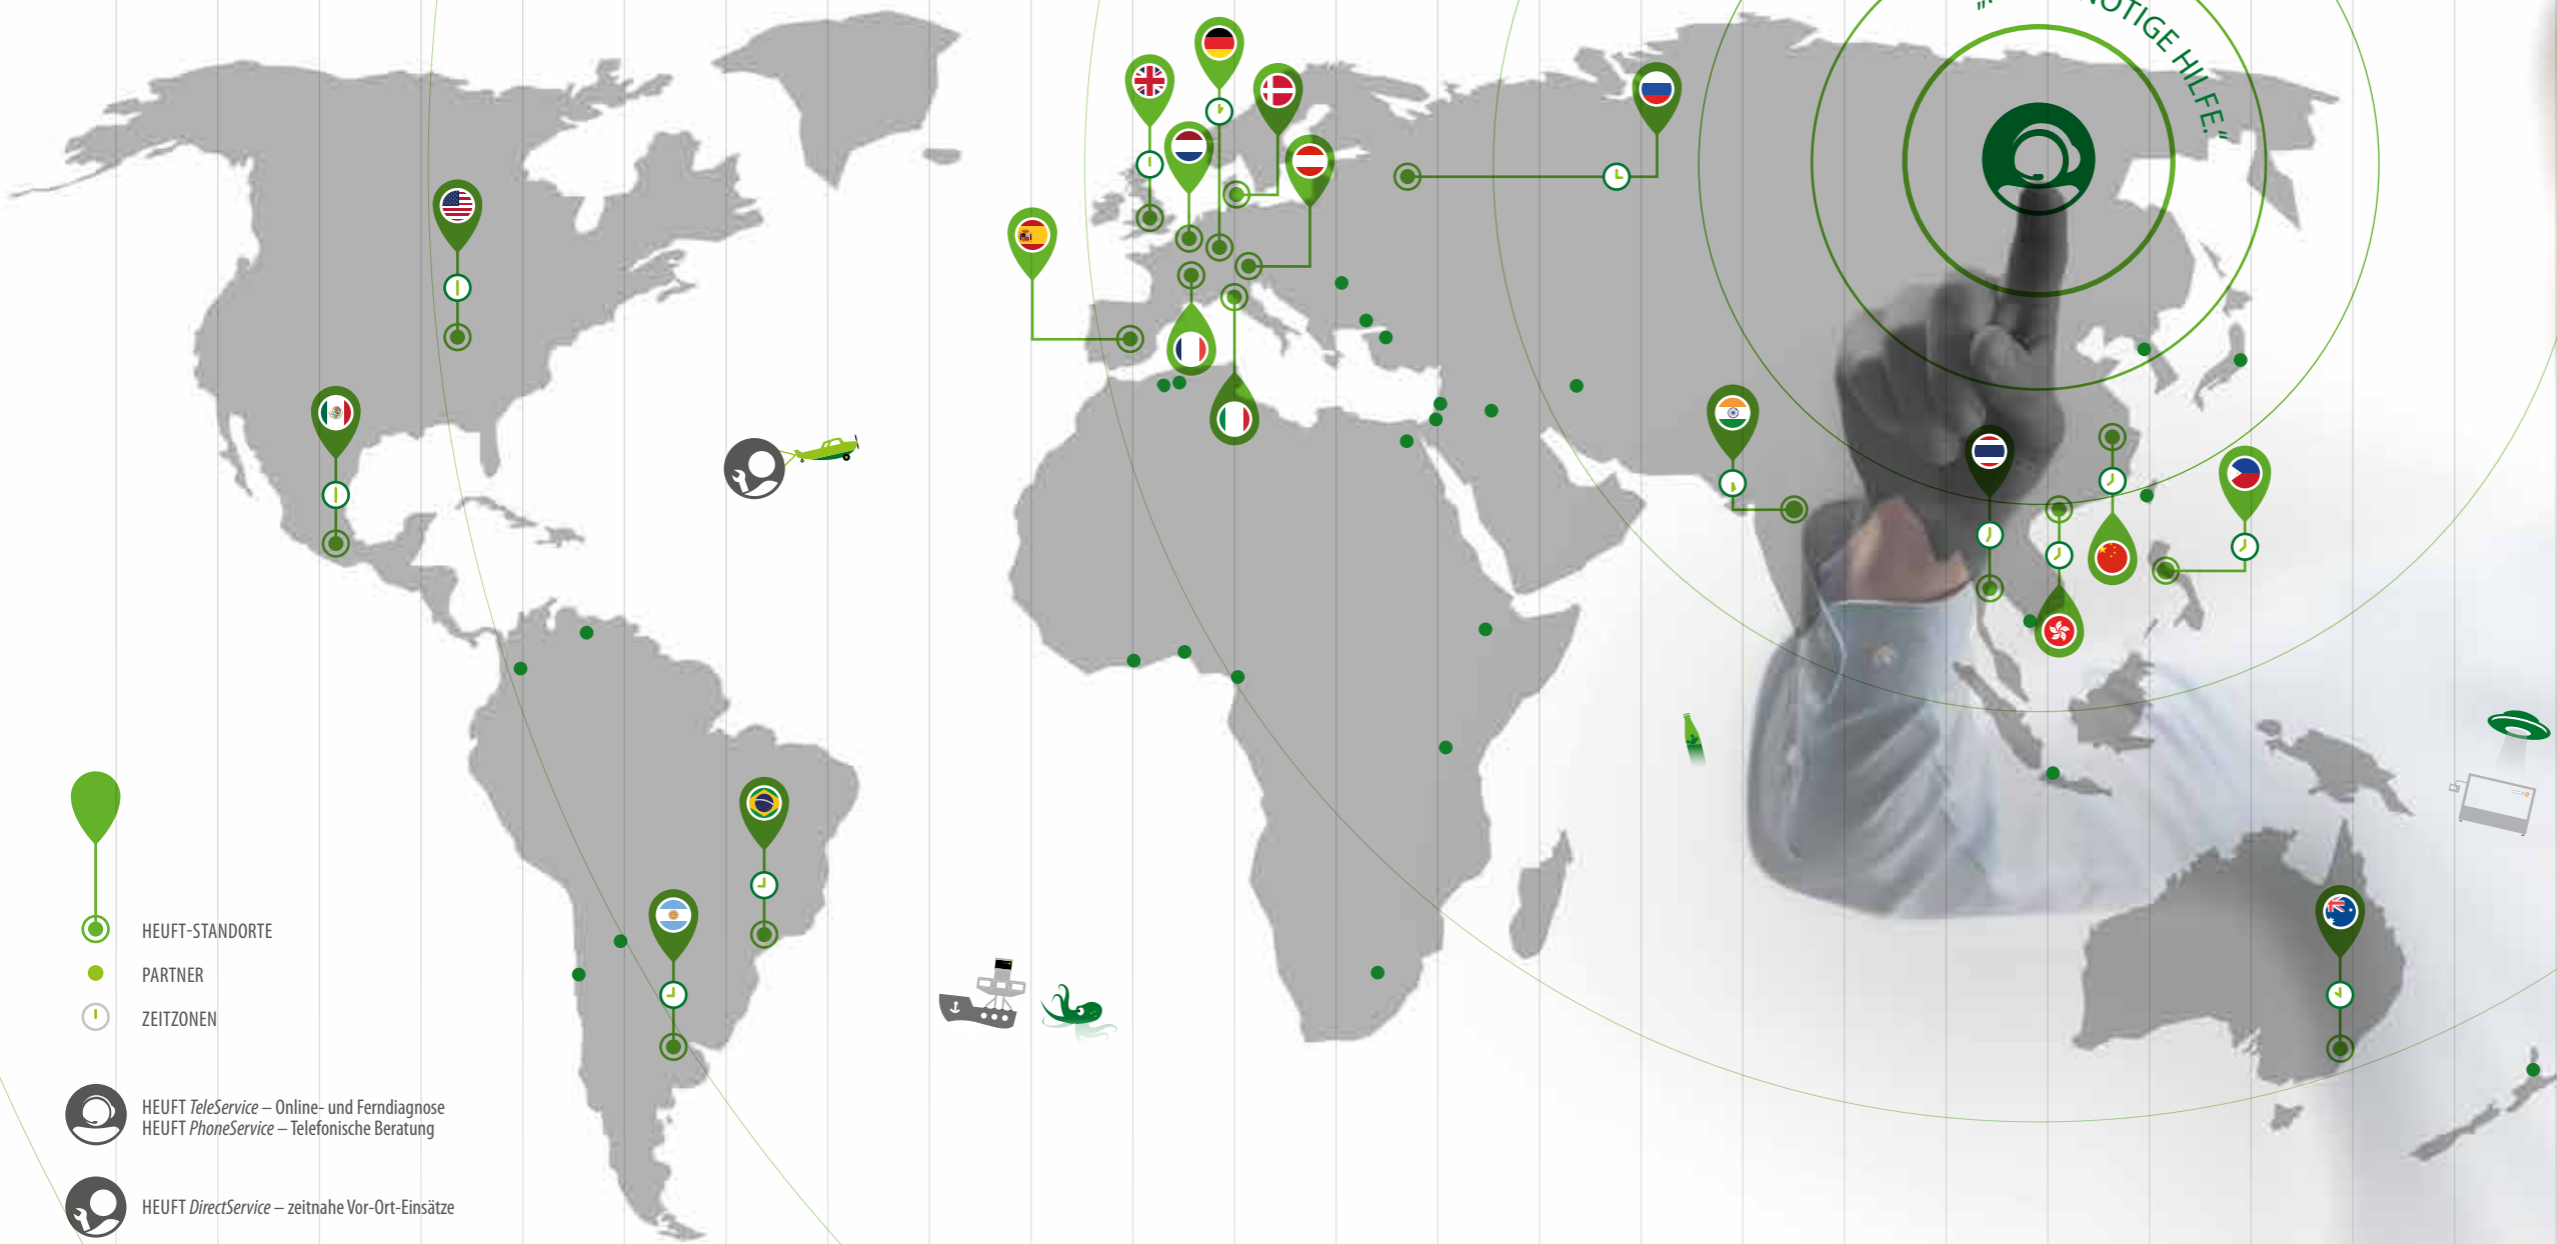 NÖTIGE HILFE.“
HEUFT-STANDORTE
PARTNER
ZEITZONEN
HEUFT TeleService – Online- und Ferndiagnose
HEUFT PhoneService – Telefonische Beratung
HEUFT DirectService – zeitnahe Vor-Ort-Einsätze